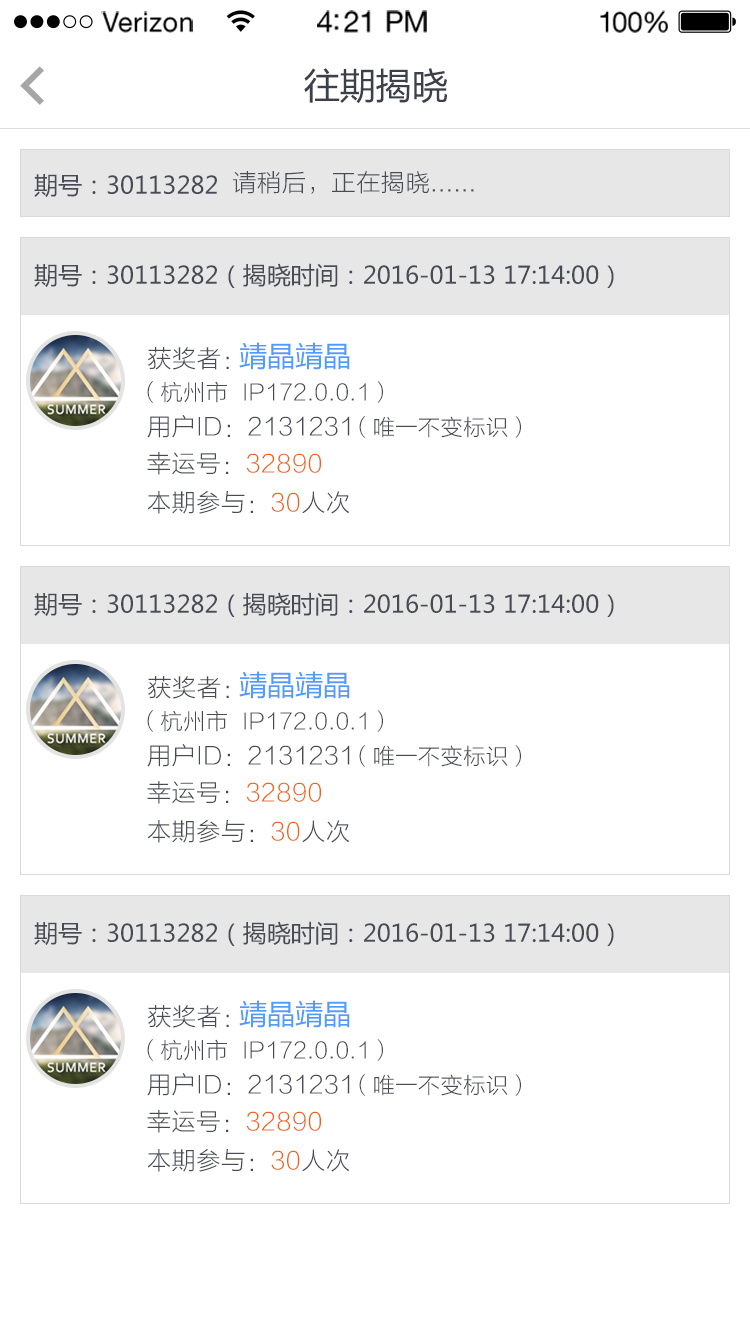 Verizon 4:21 PM 100%
往期揭晓
期号：30113282 请稍后，正在揭晓……
期号：30113282 ( 揭晓时间：2016-01-13 17:14:00 )
获奖者：靖晶靖晶
( 杭州市 IP172.0.0.1 )
用户ID：2131231( 唯一不变标识 )
幸运号：32890
本期参与：30人次
SUMMER
期号：30113282 ( 揭晓时间：2016-01-13 17:14:00 )
获奖者：靖晶靖晶
( 杭州市 IP172.0.0.1 )
用户ID：2131231( 唯一不变标识 )
幸运号：32890
本期参与：30人次
SUMMER
期号：30113282 ( 揭晓时间：2016-01-13 17:14:00 )
获奖者：靖晶靖晶
( 杭州市 IP172.0.0.1 )
用户ID：2131231( 唯一不变标识 )
幸运号：32890
本期参与：30人次
SUMMER